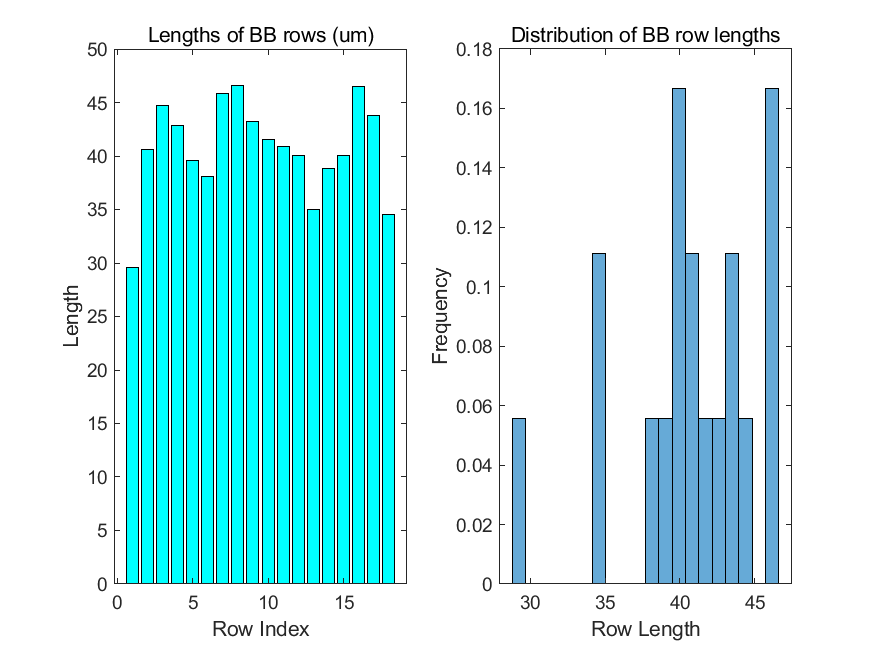 Lengths of BB rows (um)
50
45
40
35
30
25
20
15
10
5
0
Length
0 5 10 15
Row Index
Distribution of BB row lengths
0.18
0.16
0.14
0.12
0.1
0.08
0.06
0.04
0.02
0
Frequency
30 35 40 45
Row Length